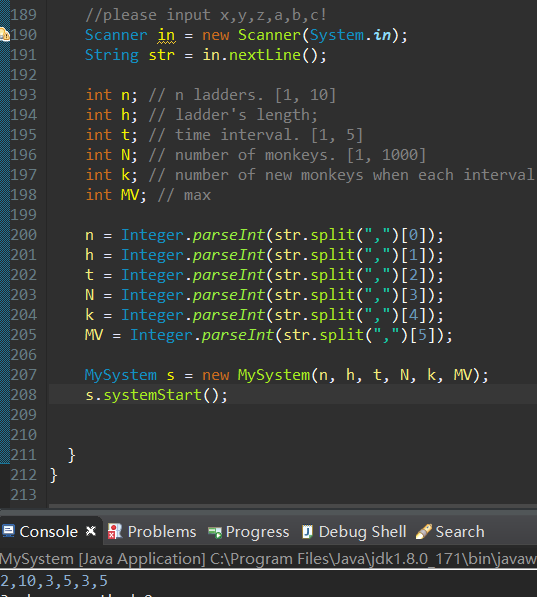 189 //please input x,y,z,a,b,c!
190 Scanner in = new Scanner(System.in);
191 String str = in.nextLine();
192
193 int n; // n ladders. [1, 10]
194 int h; // ladder's length;
195 int t; // time interval. [1, 5]
196 int N; // number of monkeys. [1, 1000]
197 int k; // number of new monkeys when each interval
198 int MV; // max
199
200 n = Integer.parseInt(str.split(",")[0]);
201 h = Integer.parseInt(str.split(",")[1]);
202 t = Integer.parseInt(str.split(",")[2]);
203 N = Integer.parseInt(str.split(",")[3]);
204 k = Integer.parseInt(str.split(",")[4]);
205 MV = Integer.parseInt(str.split(",")[5]);
206
207 MySystem s = new MySystem(n, h, t, N, k, MV);
208 s.systemStart();
209
210
211 }
212 }
213
Console Problems Progress Debug Shell Search
MySystem [Java Application] C:\Program Files\Java\jdk1.8.0_171\bin\javaw
2,10,3,5,3,5